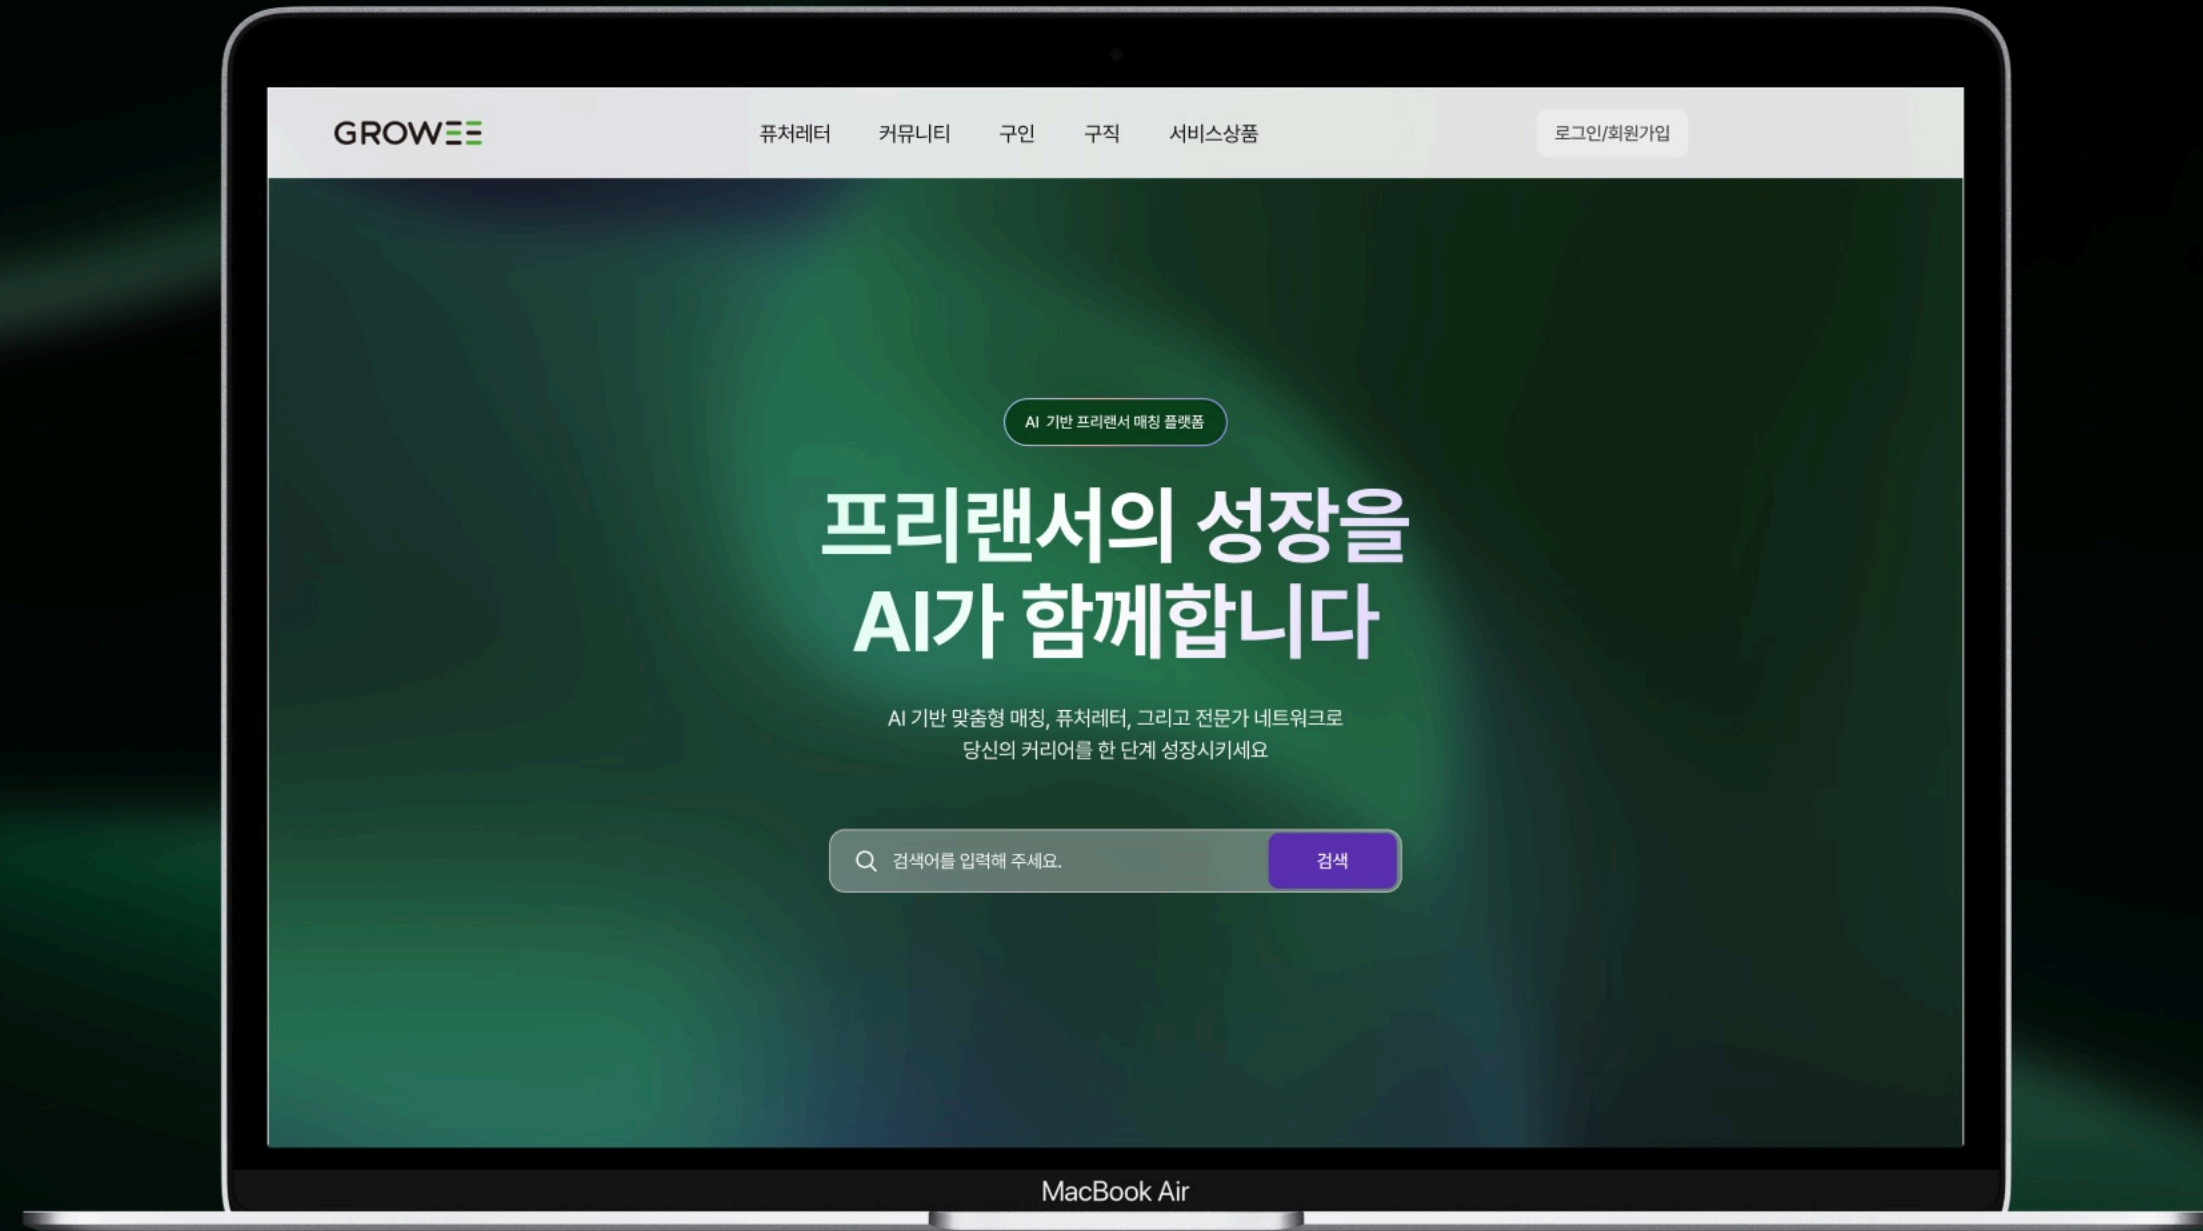 GROWEE
퓨처레터 커뮤니티 구인 구직 서비스상품
로그인/회원가입
AI 기반 프리랜서 매칭 플랫폼
프리랜서의 성장을
AI가 함께합니다
AI 기반 맞춤형 매칭, 퓨처레터, 그리고 전문가 네트워크로
당신의 커리어를 한 단계 성장시키세요
검색어를 입력해 주세요.
검색
MacBook Air